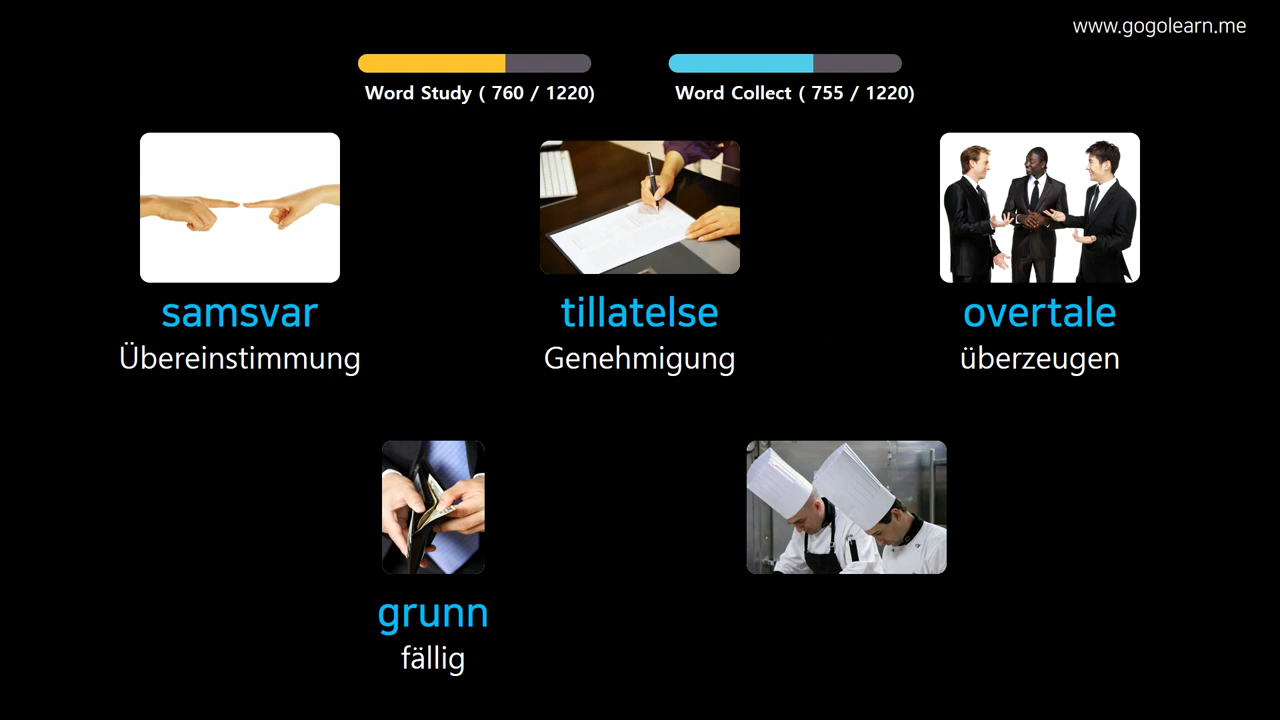 www.gogolearn.me
Word Study ( 760 / 1220)
Word Collect ( 755 / 1220)
samsvar
Übereinstimmung
tillatelse
Genehmigung
overtale
überzeugen
grunn
fällig